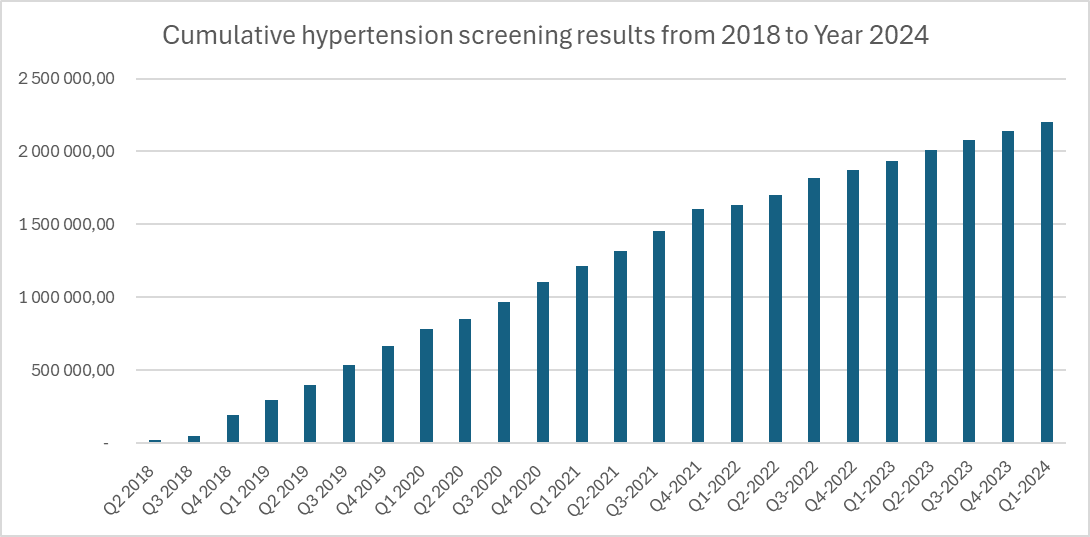 Cumulative hypertension screening results from 2018 to Year 2024
2 500 000,00
2 000 000,00
1 500 000,00
1 000 000,00
500 000,00
-
Q2 2018
Q3 2018
Q4 2018
Q1 2019
Q2 2019
Q3 2019
Q4 2019
Q1 2020
Q2 2020
Q3 2020
Q4 2020
Q1 2021
Q2-2021
Q3-2021
Q4-2021
Q1-2022
Q2-2022
Q3-2022
Q4-2022
Q1-2023
Q2-2023
Q3-2023
Q4-2023
Q1-2024